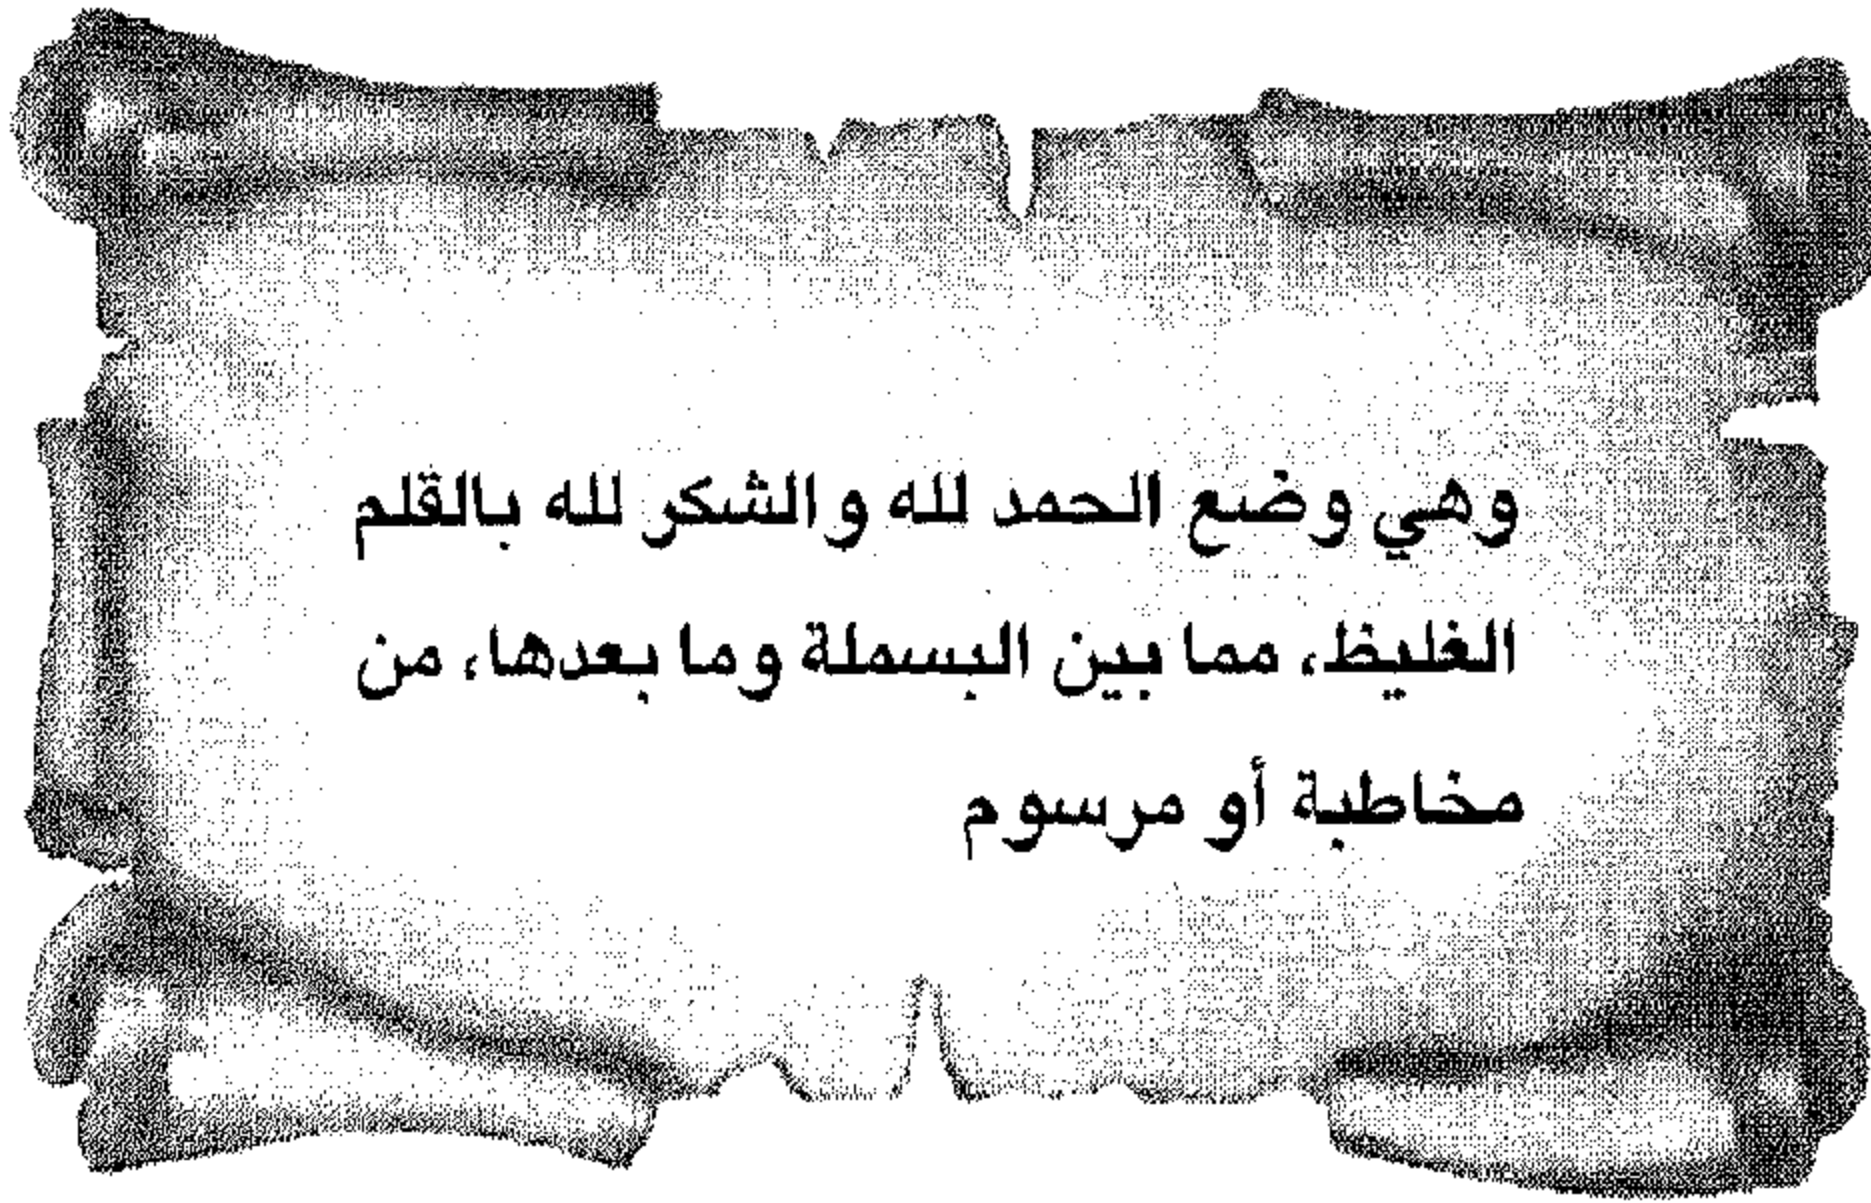 وهي وضع الحمد لله والشكر لله بالقلم
الغليظ، مما بين البسملة وما بعدها، من
مخاطبة أو مرسوم